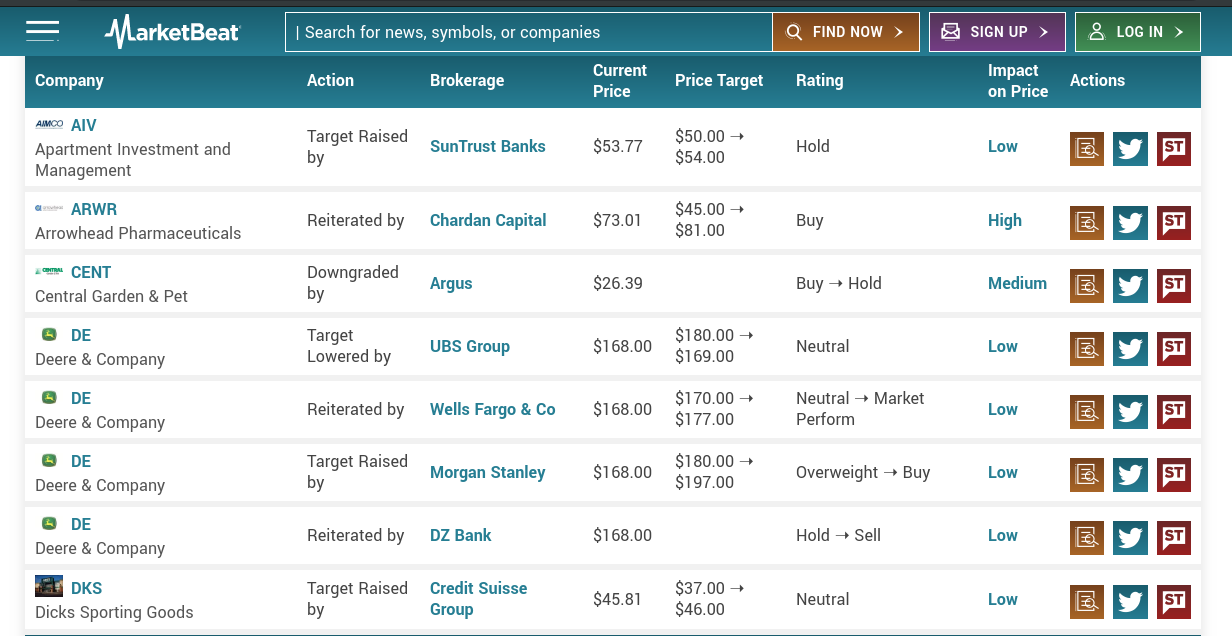 MarketBeat
| Search for news, symbols, or companies
FIND NOW
SIGN UP
LOG IN
Company
Action
Brokerage
Current
Price
Price Target
Rating
Impact
on Price
Actions
AIMCO AIV
Apartment Investment and
Management
Target Raised
by
SunTrust Banks
$53.77
$50.00 ➝
$54.00
Hold
Low
ST
ARWR
Arrowhead Pharmaceuticals
Reiterated by
Chardan Capital
$73.01
$45.00 ➝
$81.00
Buy
High
ST
CENTRAL CENT
Central Garden & Pet
Downgraded
by
Argus
$26.39
Buy ➝ Hold
Medium
ST
DE
Deere & Company
Target
Lowered by
UBS Group
$168.00
$180.00 ➝
$169.00
Neutral
Low
ST
DE
Deere & Company
Reiterated by
Wells Fargo & Co
$168.00
$170.00 ➝
$177.00
Neutral ➝ Market
Perform
Low
ST
DE
Deere & Company
Target Raised
by
Morgan Stanley
$168.00
$180.00 ➝
$197.00
Overweight ➝ Buy
Low
ST
DE
Deere & Company
Reiterated by
DZ Bank
$168.00
Hold ➝ Sell
Low
ST
DKS
Dicks Sporting Goods
Target Raised
by
Credit Suisse
Group
$45.81
$37.00 ➝
$46.00
Neutral
Low
ST